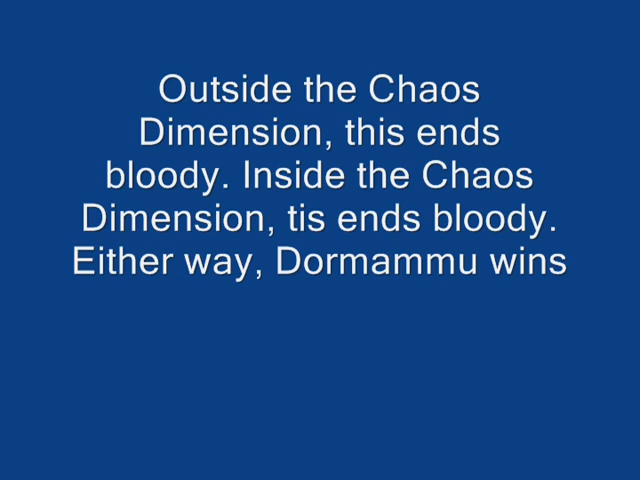 Outside the Chaos
Dimension, this ends
bloody. Inside the Chaos
Dimension, tis ends bloody.
Either way, Dormammu wins